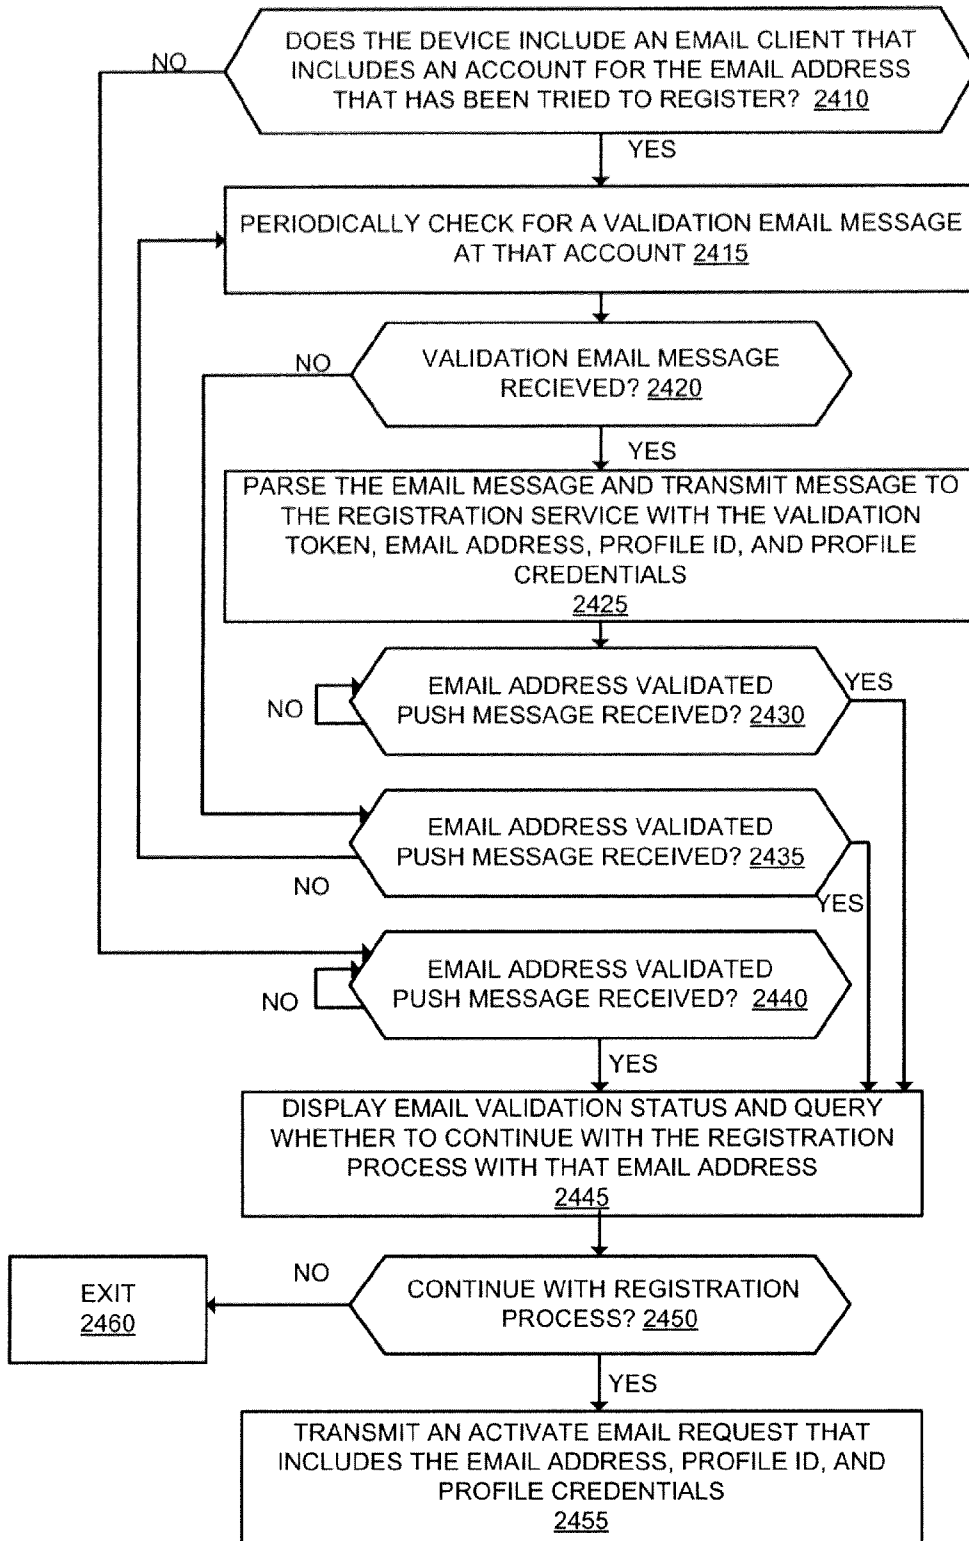 DOES THE DEVICE INCLUDE AN EMAIL CLIENT THAT
INCLUDES AN ACCOUNT FOR THE EMAIL ADDRESS
THAT HAS BEEN TRIED TO REGISTER? 2410
NO
YES
PERIODICALLY CHECK FOR A VALIDATION EMAIL MESSAGE
AT THAT ACCOUNT 2415
NO
VALIDATION EMAIL MESSAGE
RECIEVED? 2420
YES
PARSE THE EMAIL MESSAGE AND TRANSMIT MESSAGE TO
THE REGISTRATION SERVICE WITH THE VALIDATION
TOKEN, EMAIL ADDRESS, PROFILE ID, AND PROFILE
CREDENTIALS
2425
EMAIL ADDRESS VALIDATED
PUSH MESSAGE RECEIVED? 2430
YES
NO
EMAIL ADDRESS VALIDATED
PUSH MESSAGE RECEIVED? 2435
NO
YES
EMAIL ADDRESS VALIDATED
PUSH MESSAGE RECEIVED? 2440
NO
YES
DISPLAY EMAIL VALIDATION STATUS AND QUERY
WHETHER TO CONTINUE WITH THE REGISTRATION
PROCESS WITH THAT EMAIL ADDRESS
2445
NO
CONTINUE WITH REGISTRATION
PROCESS? 2450
EXIT
2460
YES
TRANSMIT AN ACTIVATE EMAIL REQUEST THAT
INCLUDES THE EMAIL ADDRESS, PROFILE ID, AND
PROFILE CREDENTIALS
2455